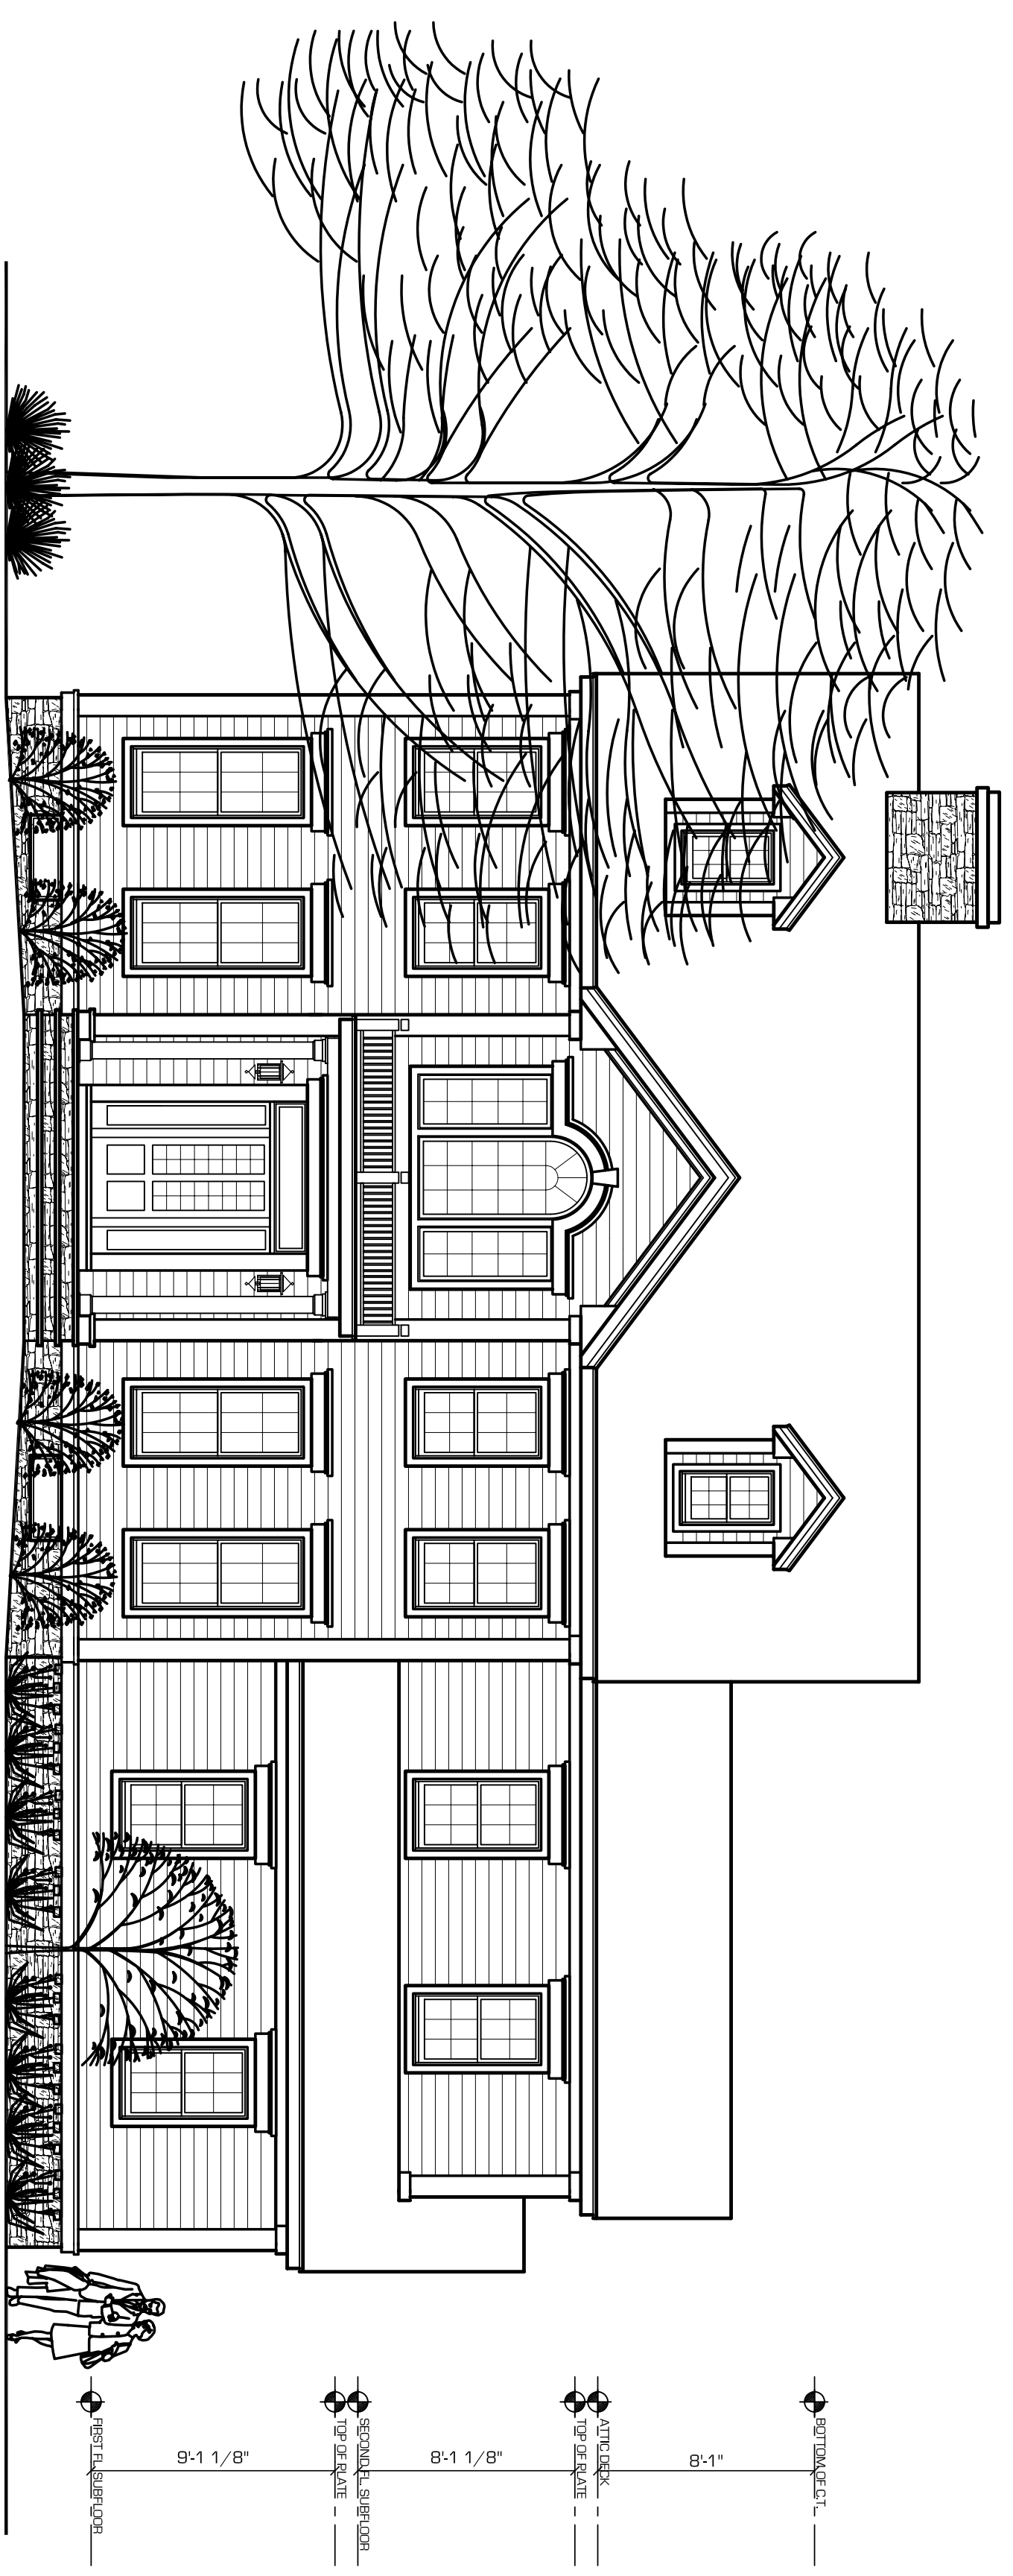 BOTTOM OF C.T.
8'-1"
ATTIC DECK
TOP OF PLATE
8'-1 1/8"
SECOND FL. SUBFLOOR
TOP OF PLATE
9'-1 1/8"
FIRST FL. SUBFLOOR